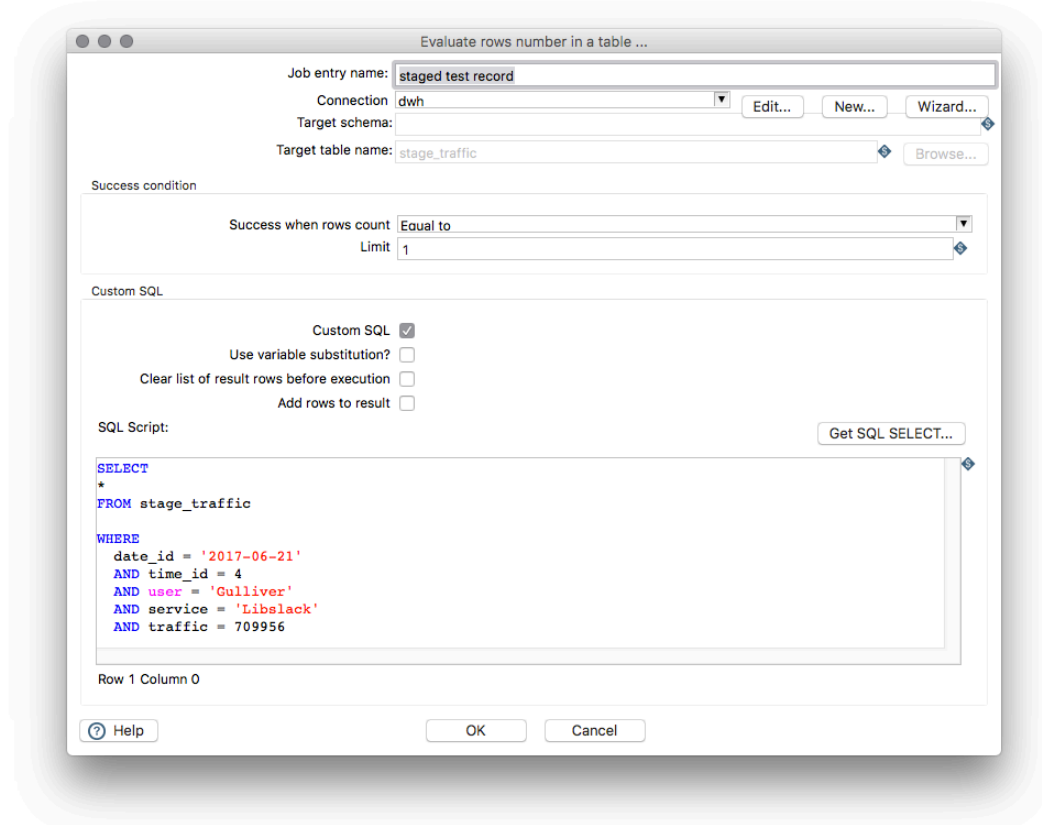 Evaluate rows number in a table ...
Job entry name: staged test record
Connection dwh Edit... New... Wizard...
Target schema:
Target table name: stage_traffic Browse...
Success condition
Success when rows count Equal to
Limit 1
Custom SQL
Custom SQL
Use variable substitution?
Clear list of result rows before execution
Add rows to result
SQL Script: Get SQL SELECT...
SELECT
*
FROM stage_traffic
WHERE
date_id = '2017-06-21'
AND time_id = 4
AND user = 'Gulliver'
AND service = 'Libslack'
AND traffic = 709956
Row 1 Column 0
? Help OK Cancel